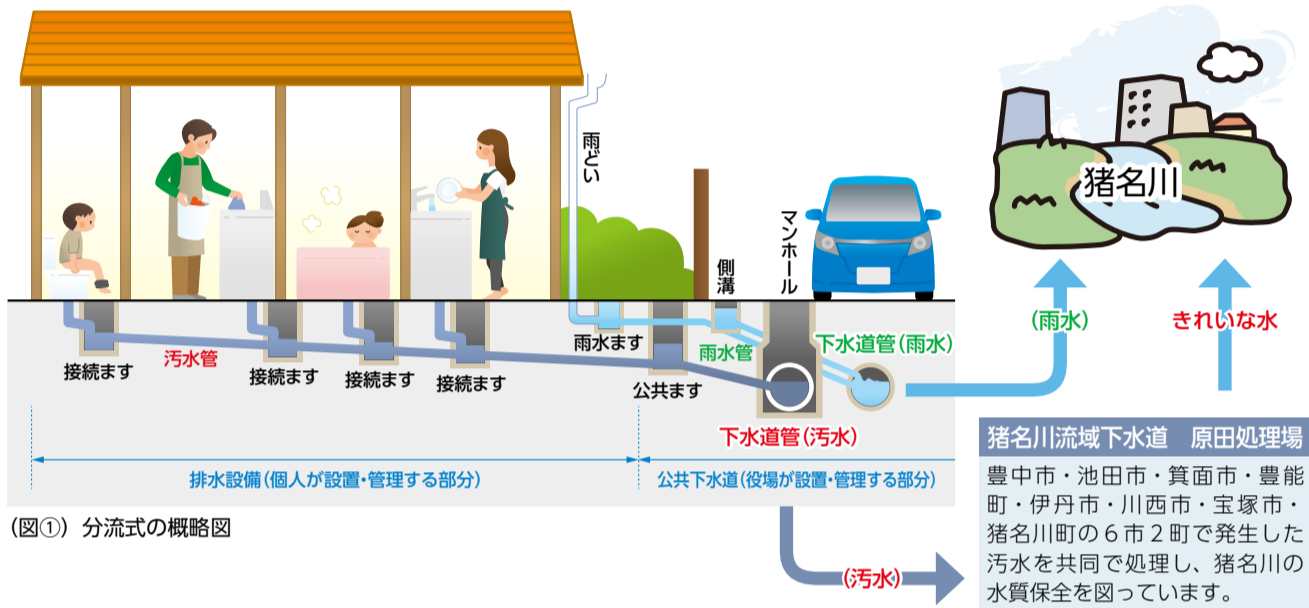 雨どい
マンホール
側溝
猪名川
接続ます
汚水管
接続ます
接続ます
接続ます
雨水ます
雨水管
公共ます
下水道管(雨水)
下水道管(汚水)
(雨水)
きれいな水
排水設備(個人が設置・管理する部分)
公共下水道(役場が設置・管理する部分)
(図①) 分流式の概略図
(汚水)
猪名川流域下水道 原田処理場
豊中市・池田市・箕面市・豊能
町・伊丹市・川西市・宝塚市・
猪名川町の6市2町で発生した
汚水を共同で処理し、猪名川の
水質保全を図っています。